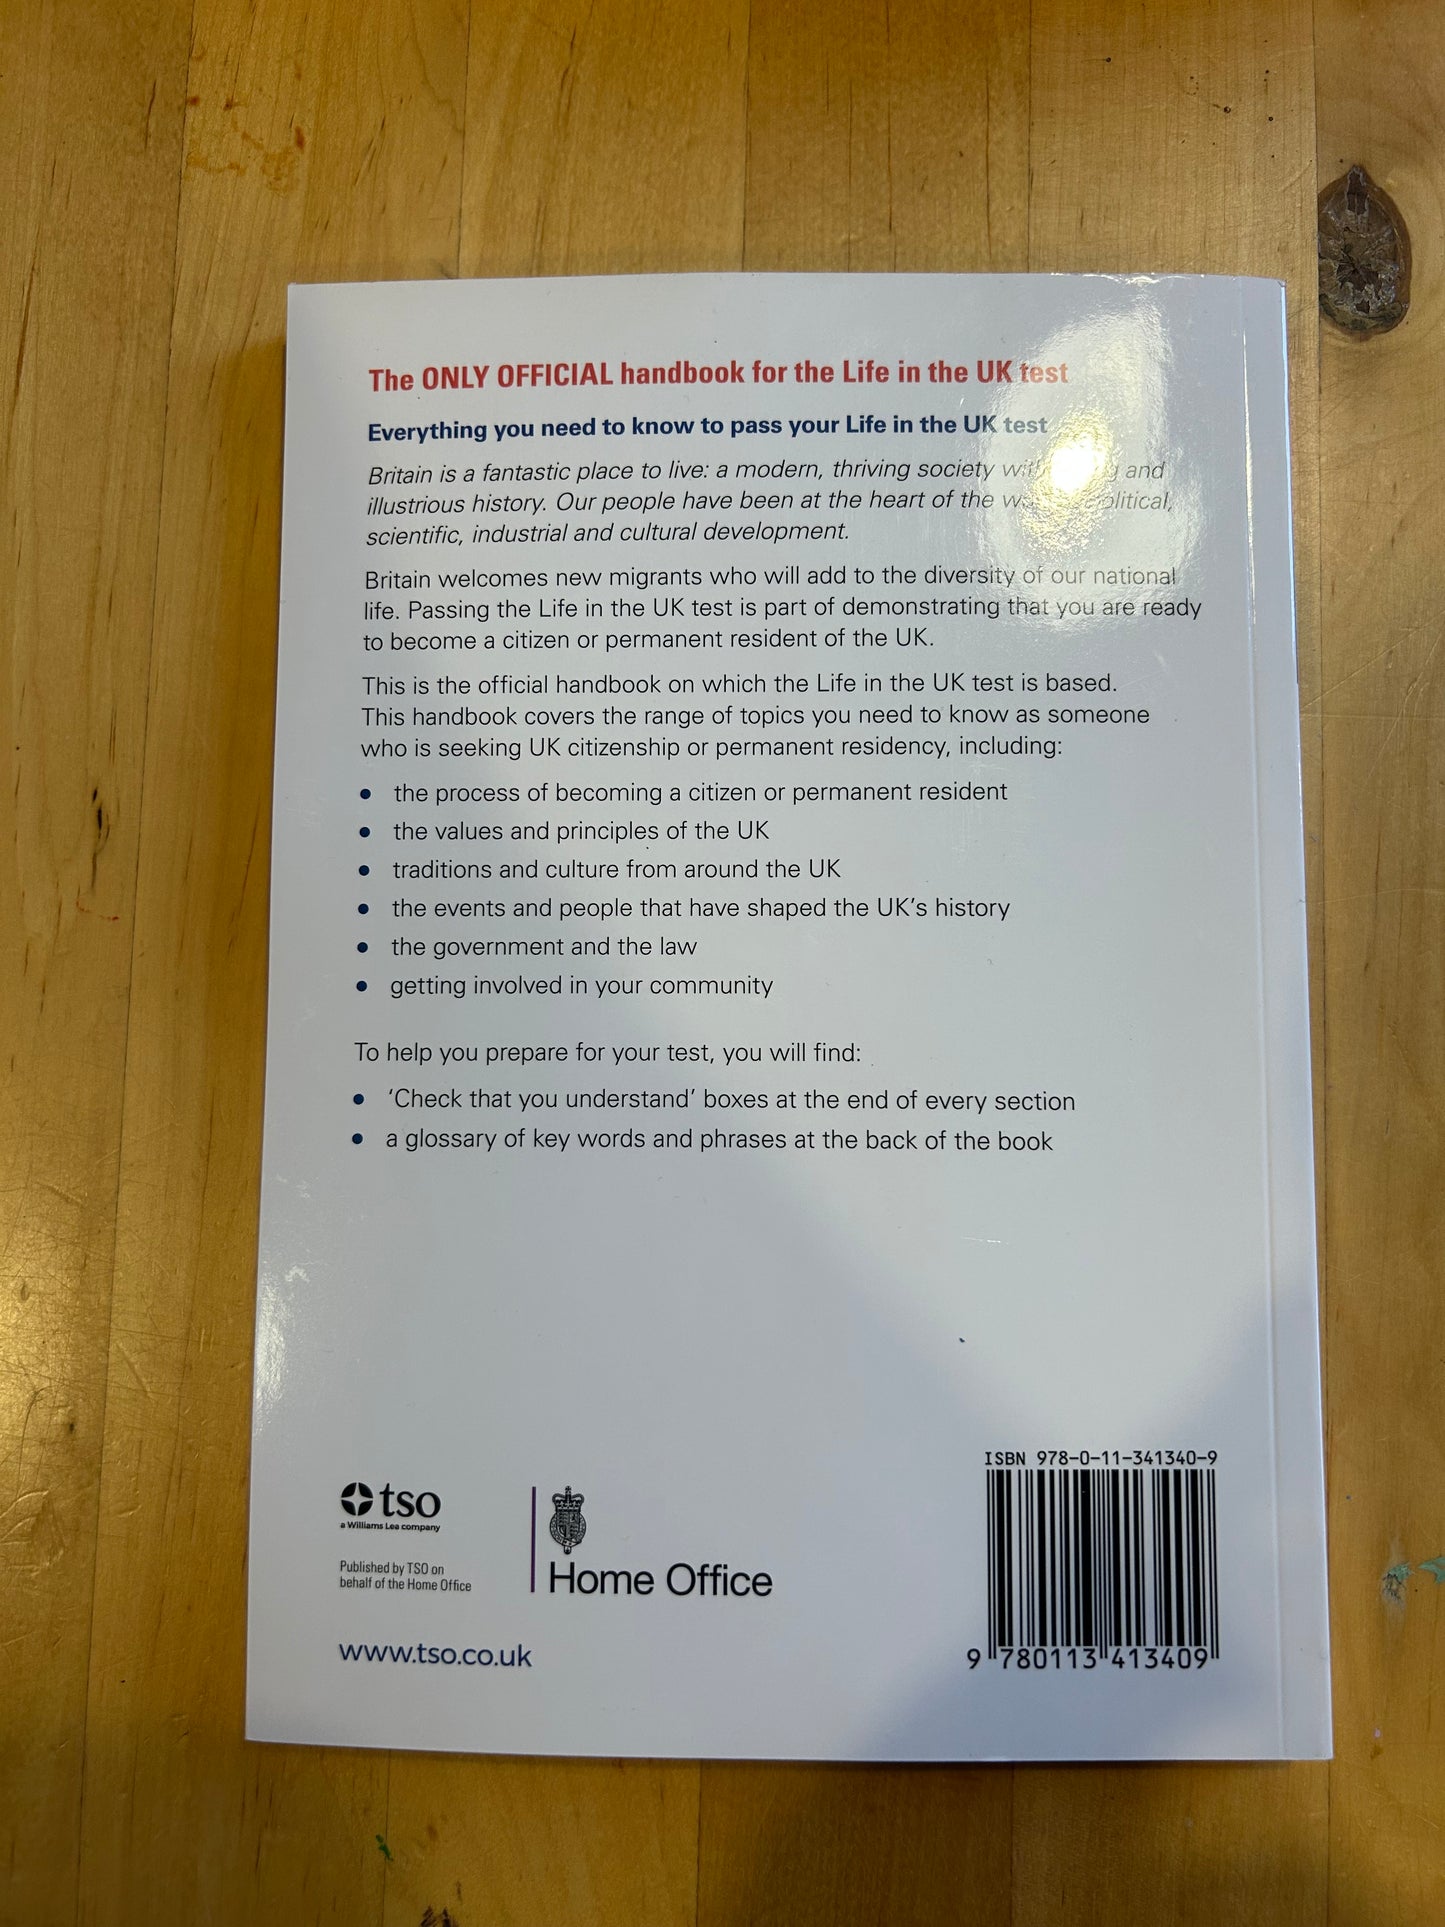 The ONLY OFFICIAL handbook for the Life in the UK test
Everything you need to know to pass your Life in the UK test
Britain is a fantastic place to live: a modern, thriving society and
illustrious history. Our people have been at the heart of the political,
scientific, industrial and cultural development.
Britain welcomes new migrants who will add to the diversity of our national
life. Passing the Life in the UK test is part of demonstrating that you are ready
to become a citizen or permanent resident of the UK.
This is the official handbook on which the Life in the UK test is based.
This handbook covers the range of topics you need to know as someone
who is seeking UK citizenship or permanent residency, including:
• the process of becoming a citizen or permanent resident
• the values and principles of the UK
• traditions and culture from around the UK
• the events and people that have shaped the UK's history
• the government and the law
• getting involved in your community
To help you prepare for your test, you will find:
• 'Check that you understand' boxes at the end of every section
• a glossary of key words and phrases at the back of the book
tso
a Williams Lea company
Published by TSO on
behalf of the Home Office
Home Office
www.tso.co.uk
ISBN 978-0-11-341340-9
9 780113 413409